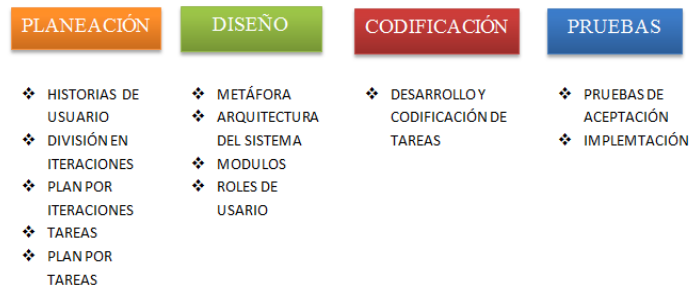 PLANEACIÓN
❖ HISTORIAS DE
USUARIO
❖ DIVISIÓN EN
ITERACIONES
❖ PLAN POR
ITERACIONES
❖ TAREAS
❖ PLAN POR
TAREAS
DISEÑO
❖ METÁFORA
❖ ARQUITECTURA
DEL SISTEMA
❖ MODULOS
❖ ROLES DE
USARIO
CODIFICACIÓN
❖ DESARROLLO Y
CODIFICACIÓN DE
TAREAS
PRUEBAS
❖ PRUEBAS DE
ACEPTACIÓN
❖ IMPLEMTACIÓN